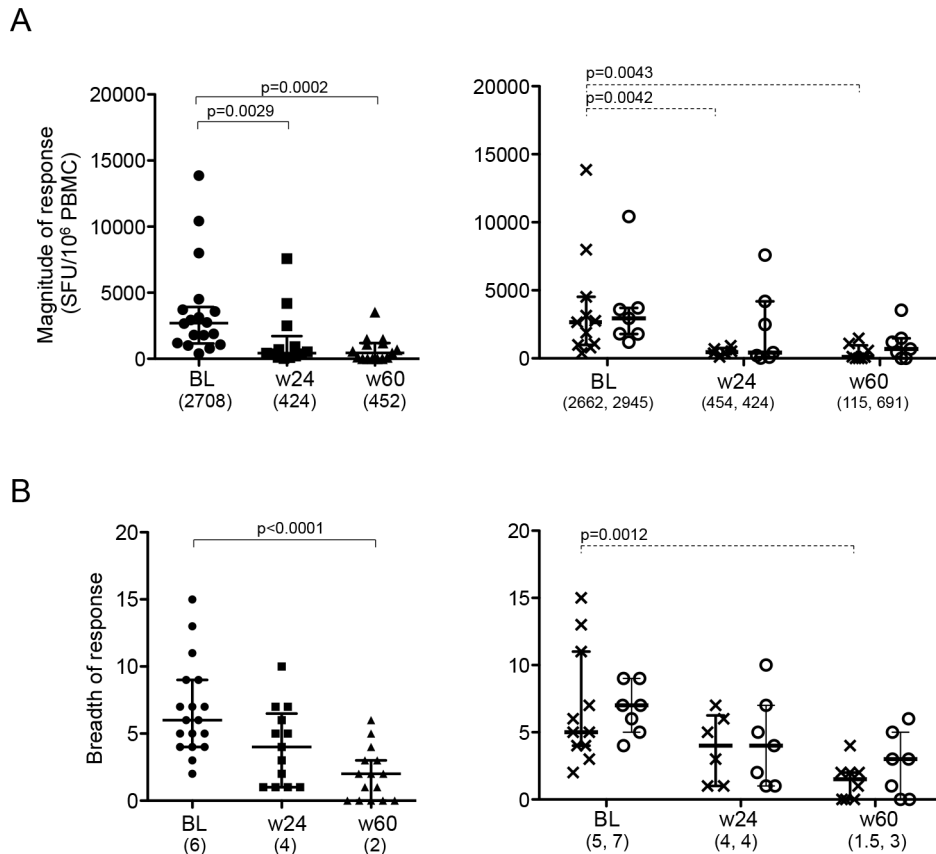 A
Magnitude of response
(SFU/10⁶ PBMC)
20000
15000
10000
5000
0
p=0.0002
p=0.0029
BL
w24
w60
(2708)
(424)
(452)
20000
15000
10000
5000
0
p=0.0043
p=0.0042
BL
w24
w60
(2662, 2945)
(454, 424)
(115, 691)
B
Breadth of response
20
15
10
5
0
p<0.0001
BL
w24
w60
(6)
(4)
(2)
20
15
10
5
0
p=0.0012
BL
w24
w60
(5, 7)
(4, 4)
(1.5, 3)